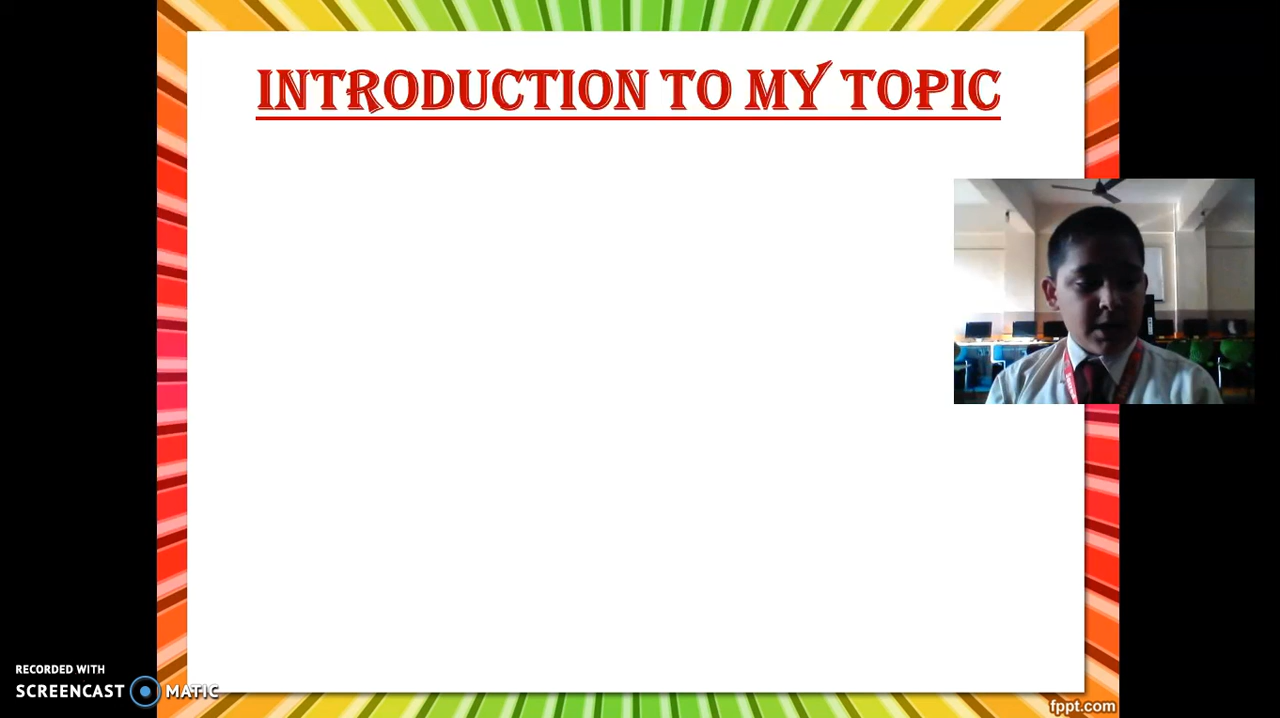 INTRODUCTION TO MY TOPIC
RECORDED WITH
SCREENCAST MATIC
fppt.com